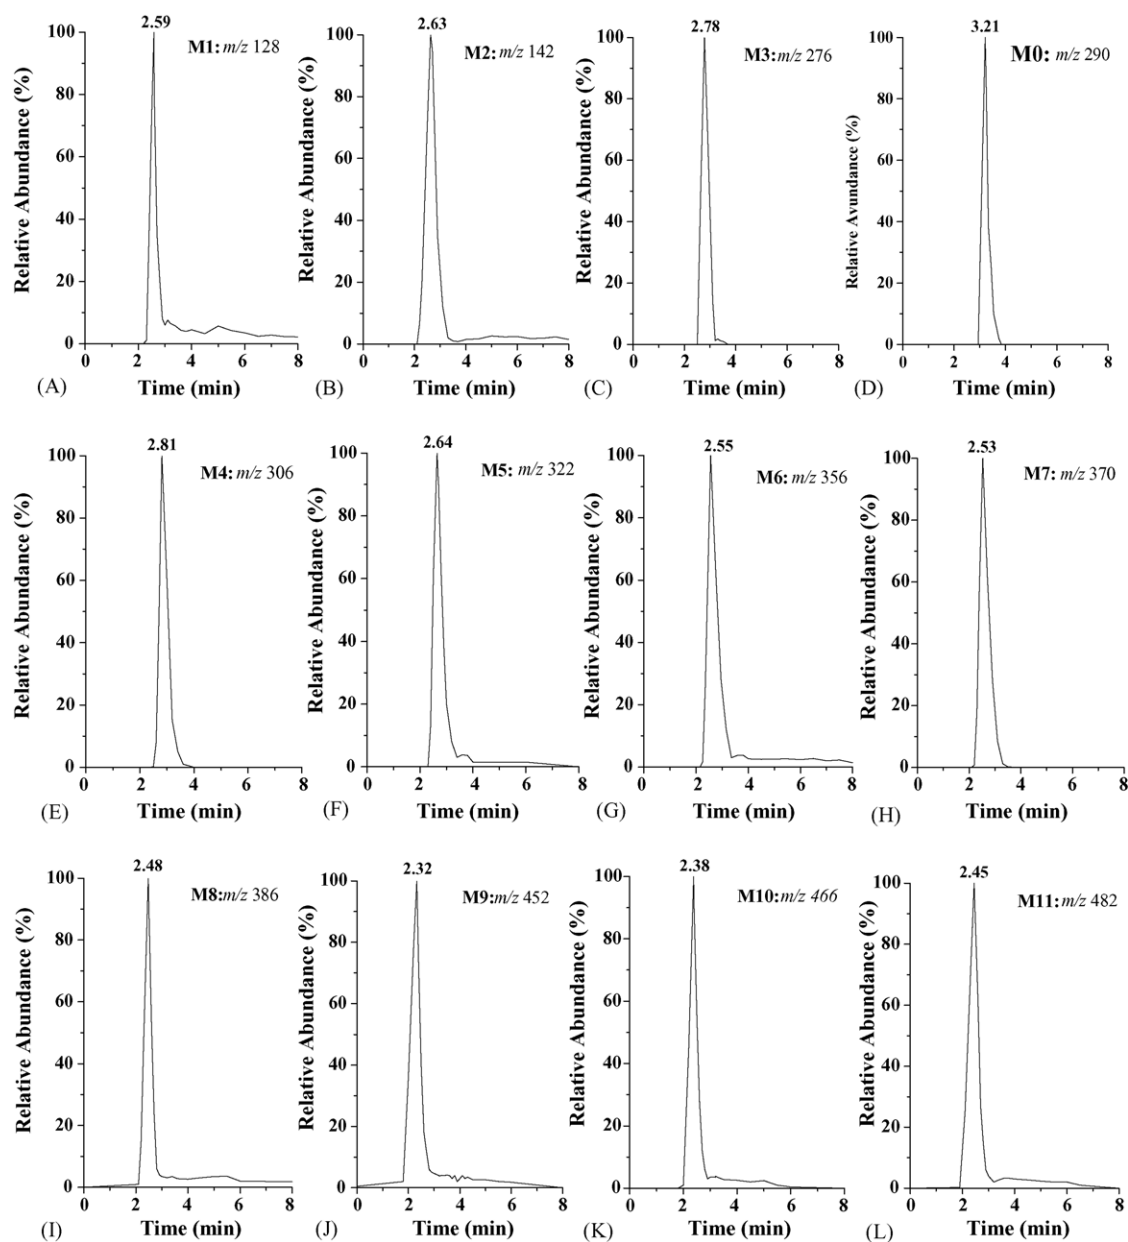 2.59
M1: m/z 128
100
80
60
40
20
0
0 2 4 6 8
Relative Abundance (%)
Time (min)
(A)
2.63
M2: m/z 142
100
80
60
40
20
0
0 2 4 6 8
Relative Abundance (%)
Time (min)
(B)
2.78
M3: m/z 276
100
80
60
40
20
0
0 2 4 6 8
Relative Abundance (%)
Time (min)
(C)
3.21
M0: m/z 290
100
80
60
40
20
0
0 2 4 6 8
Relative Avundance (%)
Time (min)
(D)
2.81
M4: m/z 306
100
80
60
40
20
0
0 2 4 6 8
Relative Abundance (%)
Time (min)
(E)
2.64
M5: m/z 322
100
80
60
40
20
0
0 2 4 6 8
Relative Abundance (%)
Time (min)
(F)
2.55
M6: m/z 356
100
80
60
40
20
0
0 2 4 6 8
Relative Abundance (%)
Time (min)
(G)
2.53
M7: m/z 370
100
80
60
40
20
0
0 2 4 6 8
Relative Abundance (%)
Time (min)
(H)
2.48
M8:m/z 386
100
80
60
40
20
0
0 2 4 6 8
Relative Abundance (%)
Time (min)
(I)
2.32
M9:m/z 452
100
80
60
40
20
0
0 2 4 6 8
Relative Abundance (%)
Time (min)
(J)
2.38
M10:m/z 466
100
80
60
40
20
0
0 2 4 6 8
Relative Abundance (%)
Time (min)
(K)
2.45
M11: m/z 482
100
80
60
40
20
0
0 2 4 6 8
Relative Abundance (%)
Time (min)
(L)